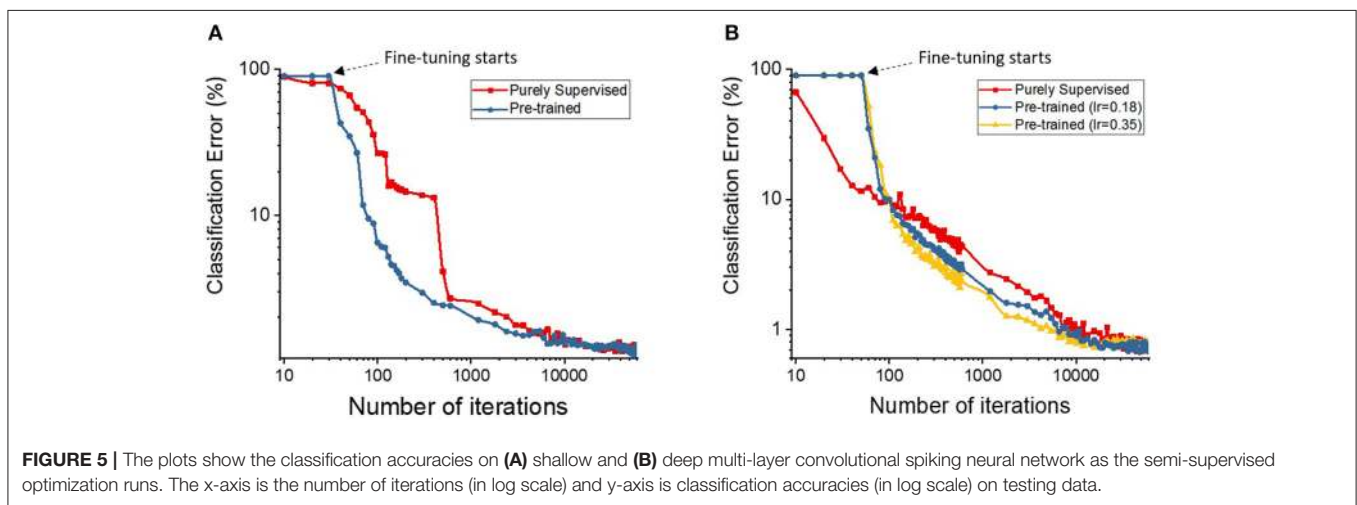 A
Fine-tuning starts
Purely Supervised
Pre-trained
Classification Error (%)
100
10
10
100
1000
10000
Number of iterations
B
Fine-tuning starts
Purely Supervised
Pre-trained (lr=0.18)
Pre-trained (lr=0.35)
Classification Error (%)
100
10
1
10
100
1000
10000
Number of iterations
FIGURE 5 | The plots show the classification accuracies on (A) shallow and (B) deep multi-layer convolutional spiking neural network as the semi-supervised
optimization runs. The x-axis is the number of iterations (in log scale) and y-axis is classification accuracies (in log scale) on testing data.